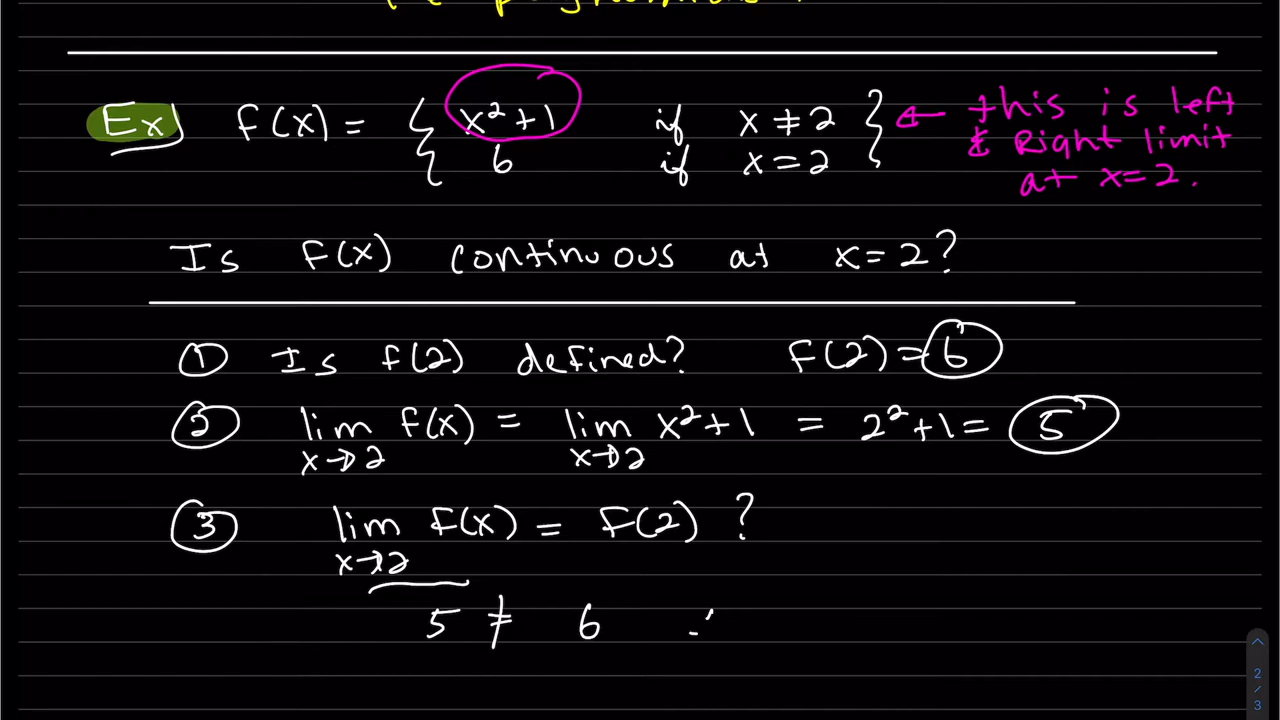 Ex f(x) = { x² + 1 if x ≠ 2 } ← this is left
{ 6 if x = 2 } & Right limit
at x = 2.
Is f(x) continuous at x = 2?
① Is f(2) defined? f(2) = 6
② lim x→2 f(x) = lim x→2 x² + 1 = 2² + 1 = 5
③ lim x→2 f(x) = f(2) ?
5 ≠ 6
2
/
3